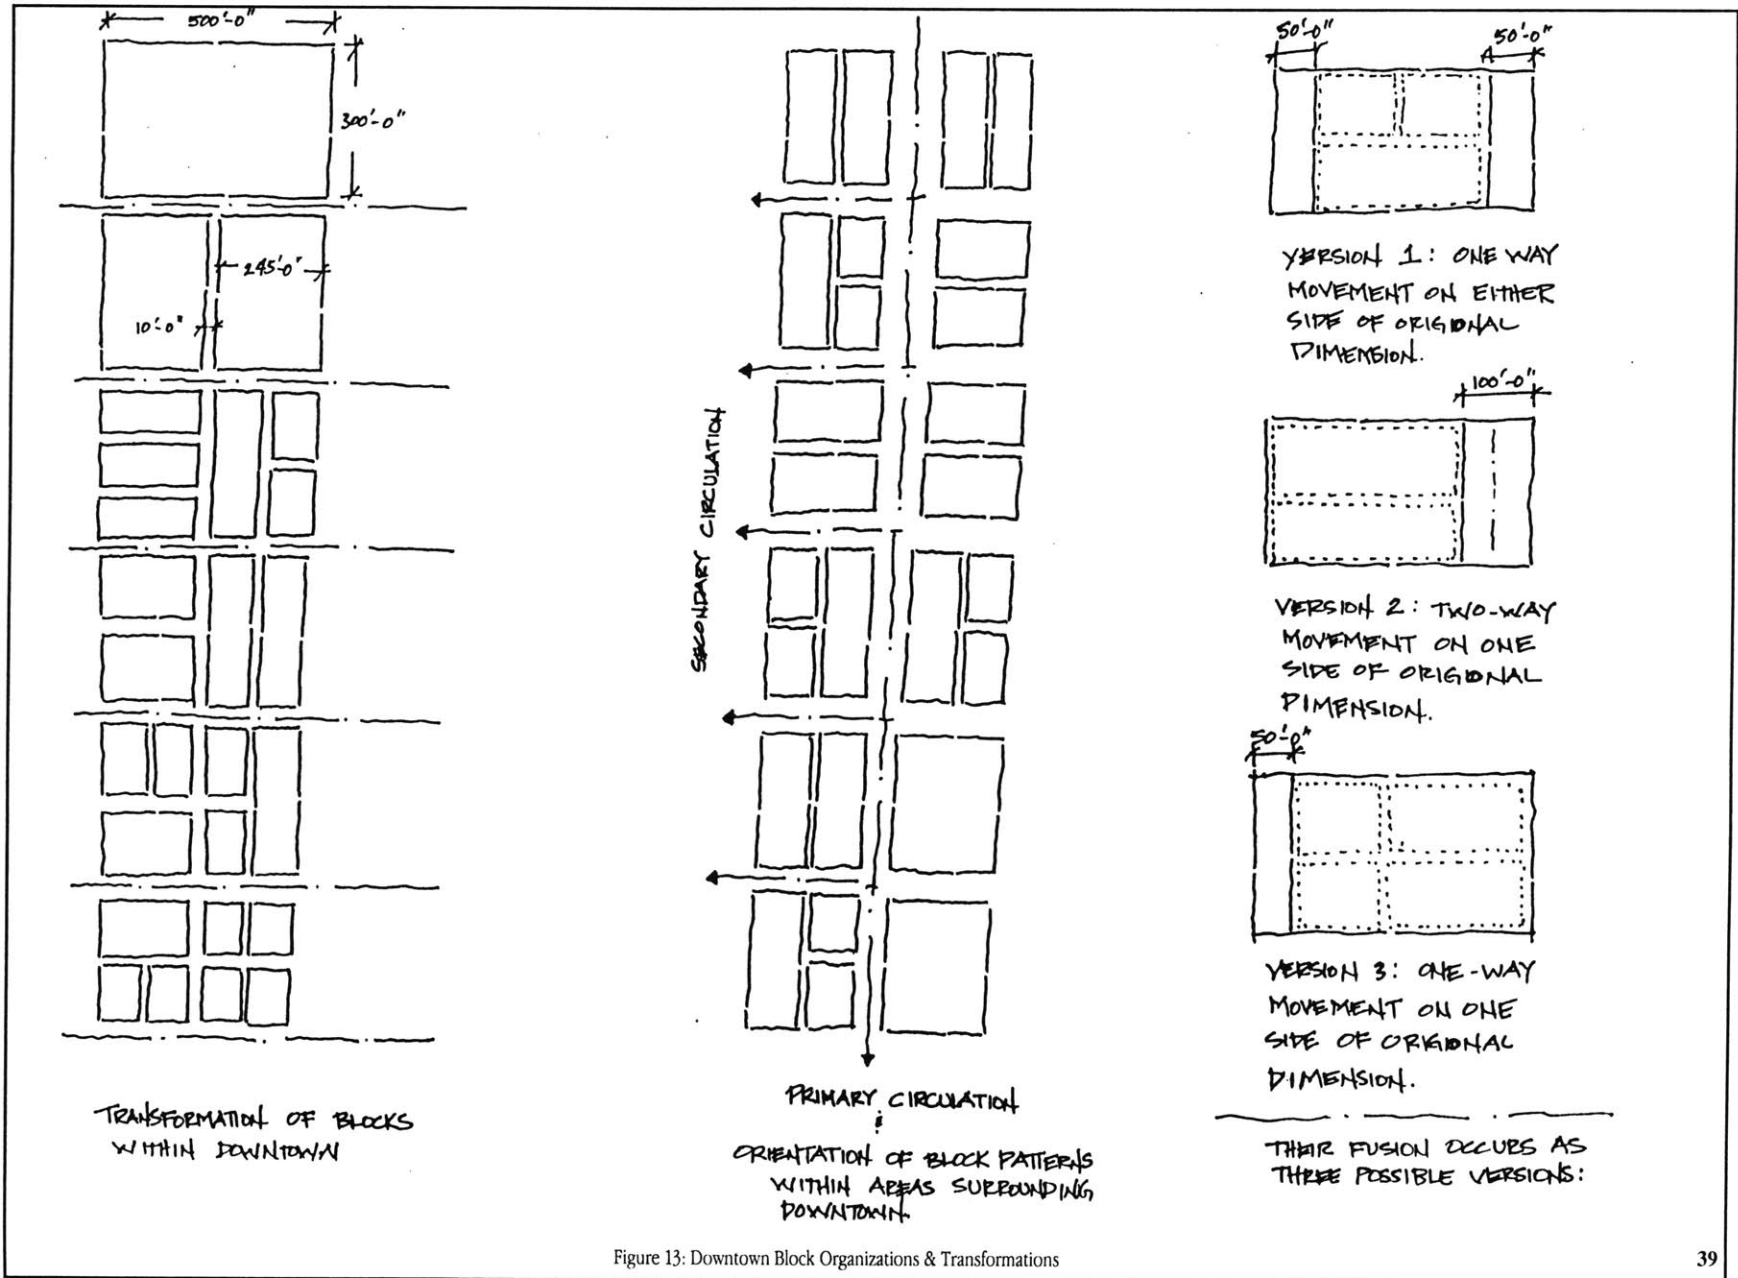 500'-0"
300'-0"
245'-0"
10'-0"
TRANSFORMATION OF BLOCKS
WITHIN DOWNTOWN
SECONDARY CIRCULATION
PRIMARY CIRCULATION
&
ORIENTATION OF BLOCK PATTERNS
WITHIN AREAS SURROUNDING
DOWNTOWN.
50'-0"
50'-0"
VERSION 1: ONE WAY
MOVEMENT ON EITHER
SIDE OF ORIGIONAL
DIMENSION.
100'-0"
VERSION 2: TWO-WAY
MOVEMENT ON ONE
SIDE OF ORIGIONAL
DIMENSION.
50'-0"
VERSION 3: ONE-WAY
MOVEMENT ON ONE
SIDE OF ORIGIONAL
DIMENSION.
THEIR FUSION OCCURS AS
THREE POSSIBLE VERSIONS:
Figure 13: Downtown Block Organizations & Transformations
39